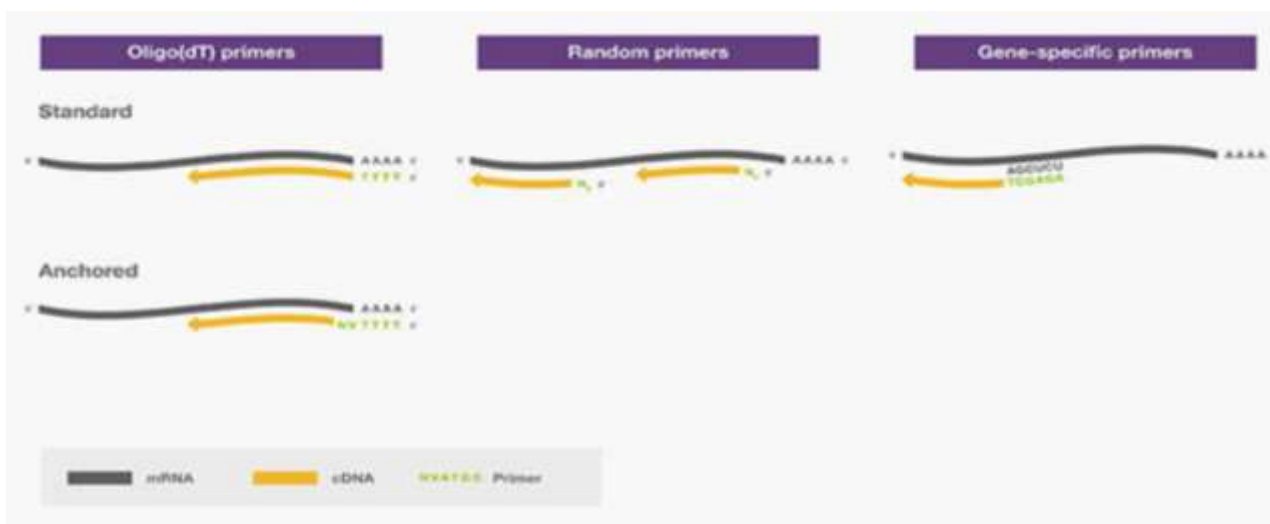 Oligo(dT) primers
Random primers
Gene-specific primers
Standard
AAAA
TTTT
AAAA
AAAA
AGCUCU
TCGAGA
Anchored
AAAA
NVTTTT
mRNA
cDNA
Primer